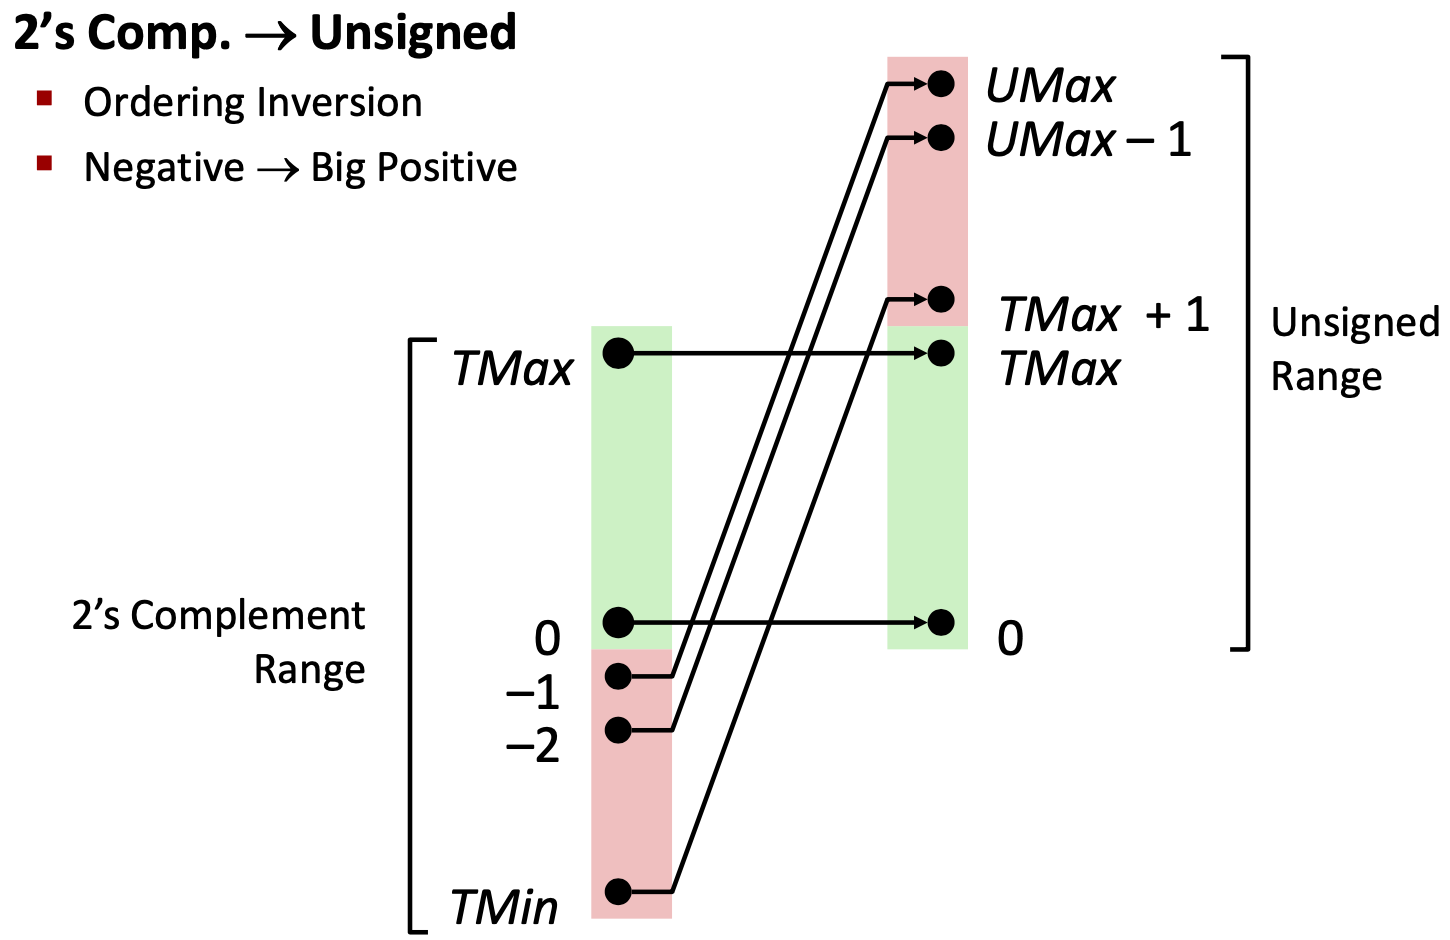 2’s Comp. → Unsigned
Ordering Inversion
Negative → Big Positive
UMax
UMax – 1
TMax + 1
TMax
0
Unsigned
Range
TMax
2’s Complement
Range
0
–1
–2
TMin